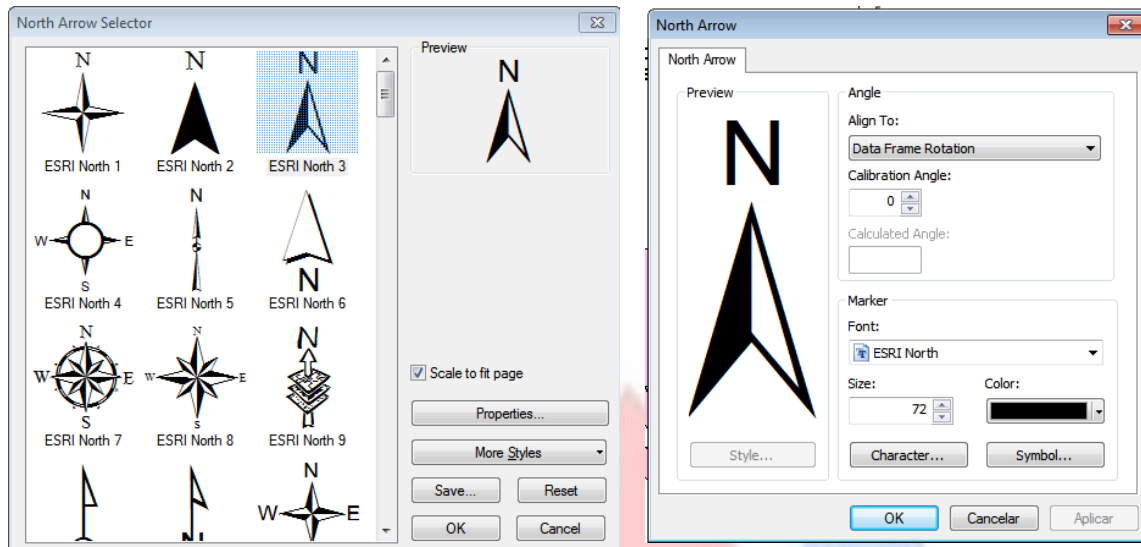 North Arrow Selector
N
N
N
ESRI North 1
ESRI North 2
ESRI North 3
N
W
E
S
N
N
ESRI North 4
ESRI North 5
ESRI North 6
N
W
E
S
N
W
E
S
N
ESRI North 7
ESRI North 8
ESRI North 9
N
W
E
Preview
N
Scale to fit page
Properties...
More Styles
Save...
Reset
OK
Cancel
North Arrow
North Arrow
Preview
N
Style...
Angle
Align To:
Data Frame Rotation
Calibration Angle:
0
Calculated Angle:
Marker
Font:
ESRI North
Size:
Color:
72
Character...
Symbol...
OK
Cancelar
Aplicar